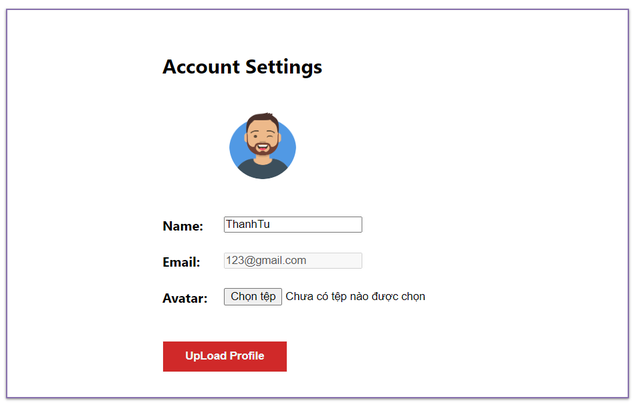 Account Settings
Name: ThanhTu
Email: 123@gmail.com
Avatar: Chọn tệp Chưa có tệp nào được chọn
UpLoad Profile